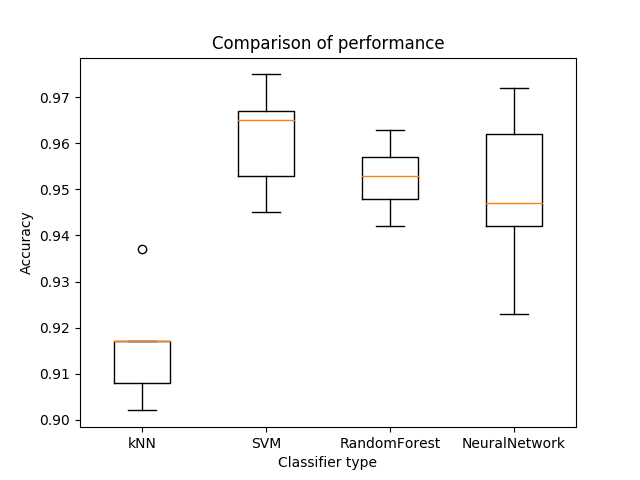 Comparison of performance
Accuracy
0.97
0.96
0.95
0.94
0.93
0.92
0.91
0.90
kNN SVM RandomForest NeuralNetwork
Classifier type